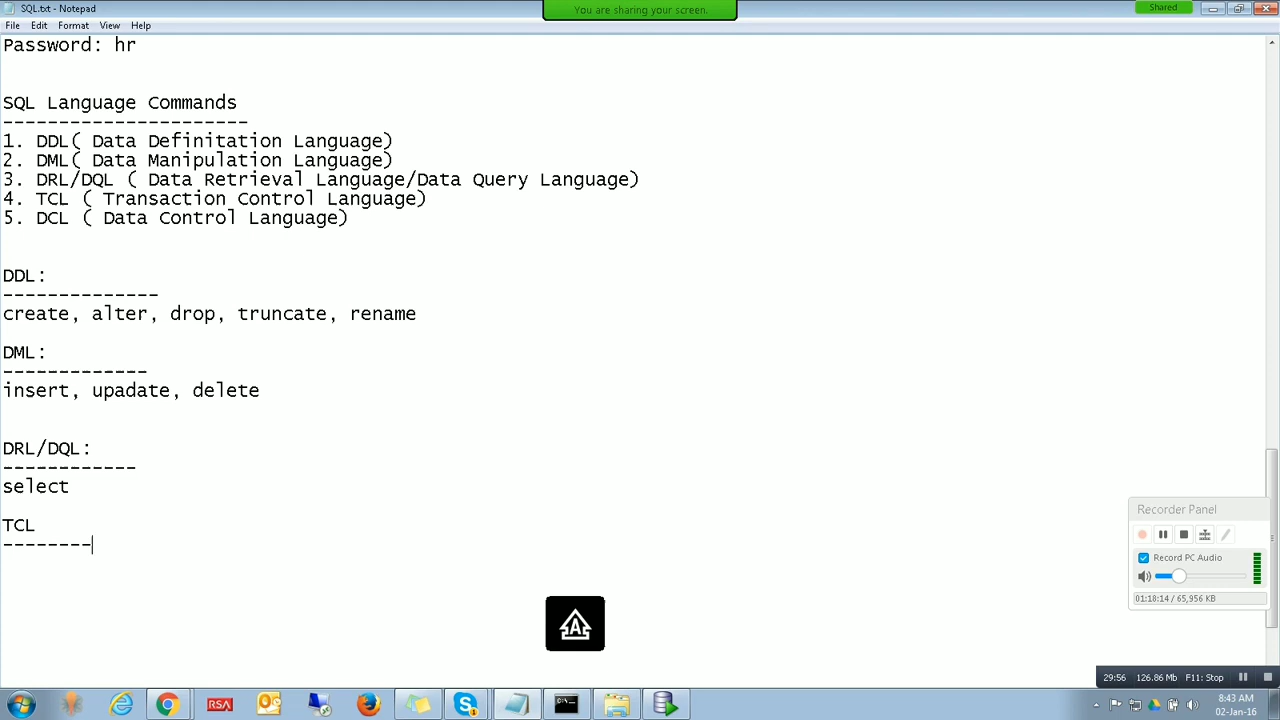 SQL.txt - Notepad
You are sharing your screen.
Shared
File Edit Format View Help
Password: hr
SQL Language Commands
----------------------
1. DDL( Data Definitation Language)
2. DML( Data Manipulation Language)
3. DRL/DQL ( Data Retrieval Language/Data Query Language)
4. TCL ( Transaction Control Language)
5. DCL ( Data Control Language)
DDL:
--------------
create, alter, drop, truncate, rename
DML:
-------------
insert, upadate, delete
DRL/DQL:
------------
select
TCL
--------
Recorder Panel
Record PC Audio
01:18:14 / 65,956 KB
A
29:56 126.86 MB F11: Stop
RSA
8:43 AM
02-Jan-16